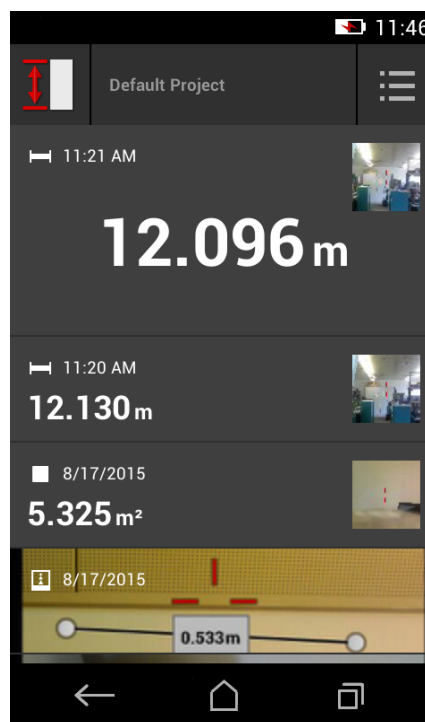 11:46
Default Project
11:21 AM
12.096 m
11:20 AM
12.130 m
8/17/2015
5.325 m²
8/17/2015
0.533m